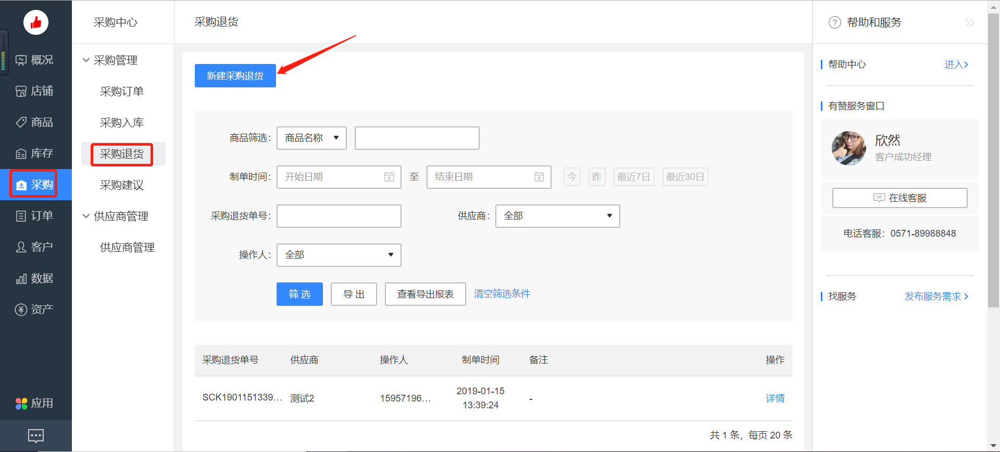 概况
店铺
商品
库存
采购
订单
客户
数据
资产
应用
采购中心
采购管理
采购订单
采购入库
采购退货
采购建议
供应商管理
供应商管理
采购退货
新建采购退货
商品筛选： 商品名称
制单时间： 开始日期 至 结束日期 今 昨 最近7日 最近30日
采购退货单号： 供应商： 全部
操作人： 全部
筛 选 导 出 查看导出报表 清空筛选条件
采购退货单号 供应商 操作人 制单时间 备注 操作
SCK1901151339... 测试2 15957196... 2019-01-15 - 详情
13:39:24
共 1 条，每页 20 条
帮助和服务
帮助中心 进入
有赞服务窗口
欣然
客户成功经理
在线客服
电话客服：0571-89988848
找服务 发布服务需求